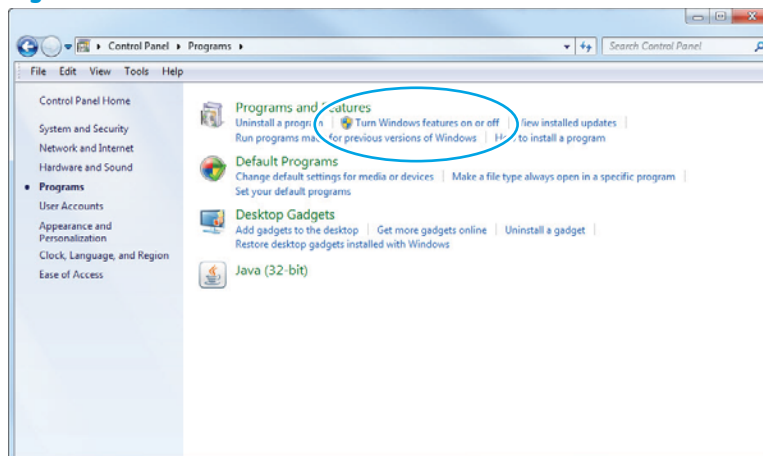 Control Panel ▸ Programs ▸
Search Control Panel
File Edit View Tools Help
Control Panel Home
System and Security
Network and Internet
Hardware and Sound
Programs
User Accounts
Appearance and
Personalization
Clock, Language, and Region
Ease of Access
Programs and Features
Uninstall a program | Turn Windows features on or off | View installed updates |
Run programs made for previous versions of Windows | How to install a program
Default Programs
Change default settings for media or devices | Make a file type always open in a specific program |
Set your default programs
Desktop Gadgets
Add gadgets to the desktop | Get more gadgets online | Uninstall a gadget |
Restore desktop gadgets installed with Windows
Java (32-bit)